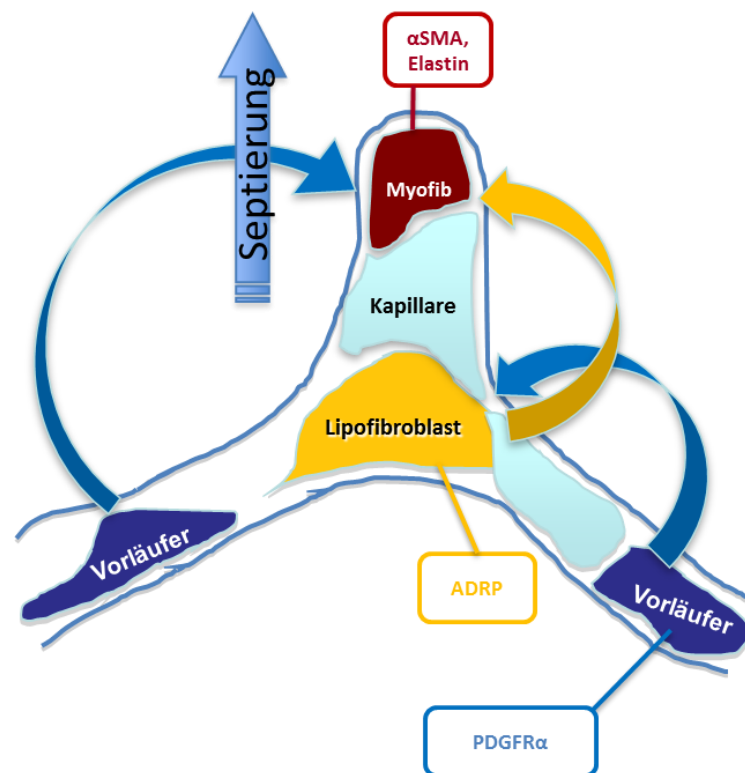 αSMA,
Elastin
Septierung
Myofib
Kapillare
Lipofibroblast
Vorläufer
ADRP
Vorläufer
PDGFRα